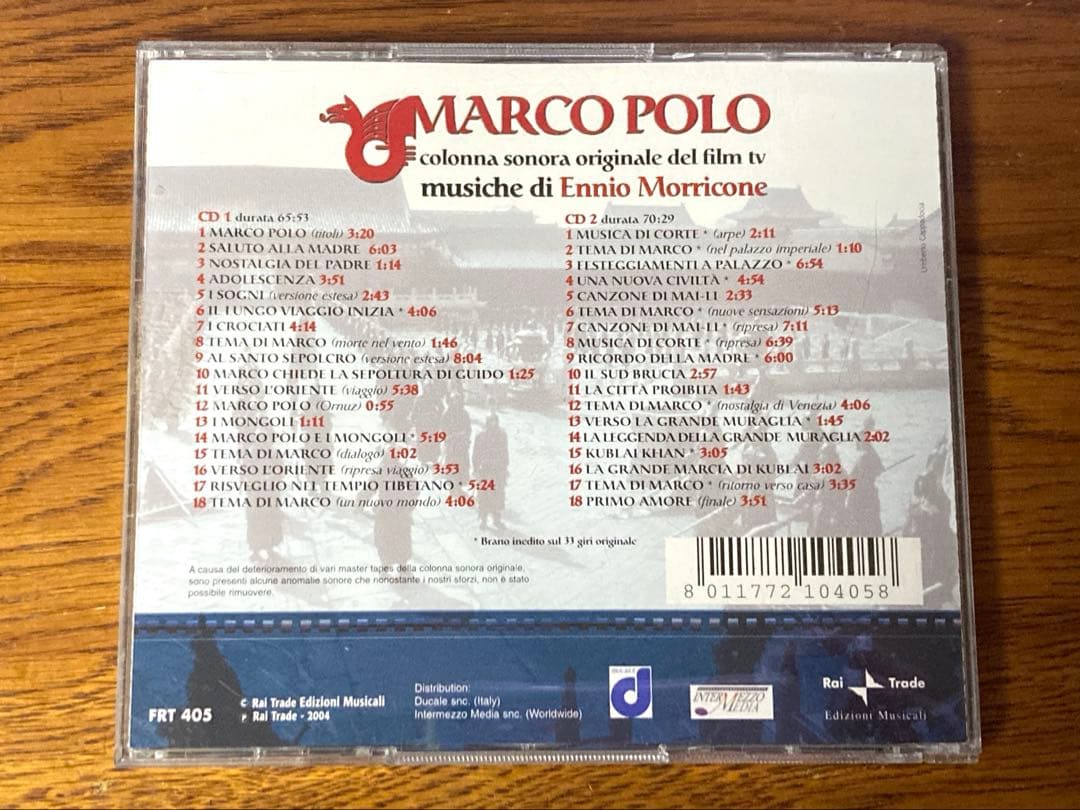 MARCO POLO
colonna sonora originale del film tv
musiche di Ennio Morricone
CD 1 durata 65:53
1 MARCO POLO (titoli) 3:20
2 SALUTO ALLA MADRE 6:03
3 NOSTALGIA DEL PADRE 1:14
4 ADOLESCENZA 3:51
5 I SOGNI (versione estesa) 2:43
6 IL LUNGO VIAGGIO INIZIA * 4:06
7 I CROCIATI 4:14
8 TEMA DI MARCO (morte nel vento) 1:46
9 AL SANTO SEPOLCRO (versione estesa) 8:04
10 MARCO CHIEDE LA SEPOLTURA DI GUIDO 1:25
11 VERSO L'ORIENTE (viaggio) 5:38
12 MARCO POLO (Ormuz) 0:55
13 I MONGOLI 1:11
14 MARCO POLO E I MONGOLI * 5:19
15 TEMA DI MARCO (dialogo) 1:02
16 VERSO L'ORIENTE (ripresa viaggio) 3:53
17 RISVEGLIO NEL TEMPIO TIBETANO * 5:24
18 TEMA DI MARCO (un nuovo mondo) 4:06
CD 2 durata 70:29
1 MUSICA DI CORTE * (arpe) 2:11
2 TEMA DI MARCO * (nel palazzo imperiale) 1:10
3 FESTEGGIAMENTI A PALAZZO * 6:54
4 UNA NUOVA CIVILTÀ * 4:54
5 CANZONE DI MAI-LI 2:33
6 TEMA DI MARCO * (nuove sensazioni) 5:13
7 CANZONE DI MAI-LI * (ripresa) 7:11
8 MUSICA DI CORTE * (ripresa) 6:39
9 RICORDO DELLA MADRE * 6:00
10 IL SUD BRUCIA 2:57
11 LA CITTÀ PROIBITA 1:43
12 TEMA DI MARCO * (nostalgia di Venezia) 4:06
13 VERSO LA GRANDE MURAGLIA * 1:45
14 LA LEGGENDA DELLA GRANDE MURAGLIA 2:02
15 KUBLAI KHAN * 3:05
16 LA GRANDE MARCIA DI KUBLAI 3:02
17 TEMA DI MARCO * (ritorno verso casa) 3:35
18 PRIMO AMORE (finale) 3:51
* Brano inedito sul 33 giri originale
A causa del deterioramento di vari master tapes della colonna sonora originale,
sono presenti alcune anomalie sonore che nonostante i nostri sforzi, non è stato
possibile rimuovere.
8 011772 104058
FRT 405
C Rai Trade Edizioni Musicali
P Rai Trade - 2004
Distribution:
Ducale snc. (Italy)
Intermezzo Media snc. (Worldwide)
DUCALE
d
INTERMEZZO
MEDIA
Rai Trade
Edizioni Musicali